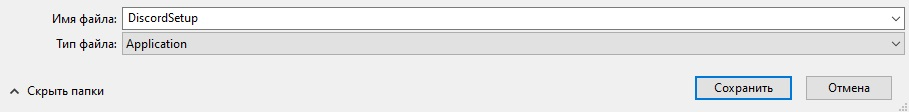 Имя файла: DiscordSetup
Тип файла: Application
Скрыть папки Сохранить Отмена